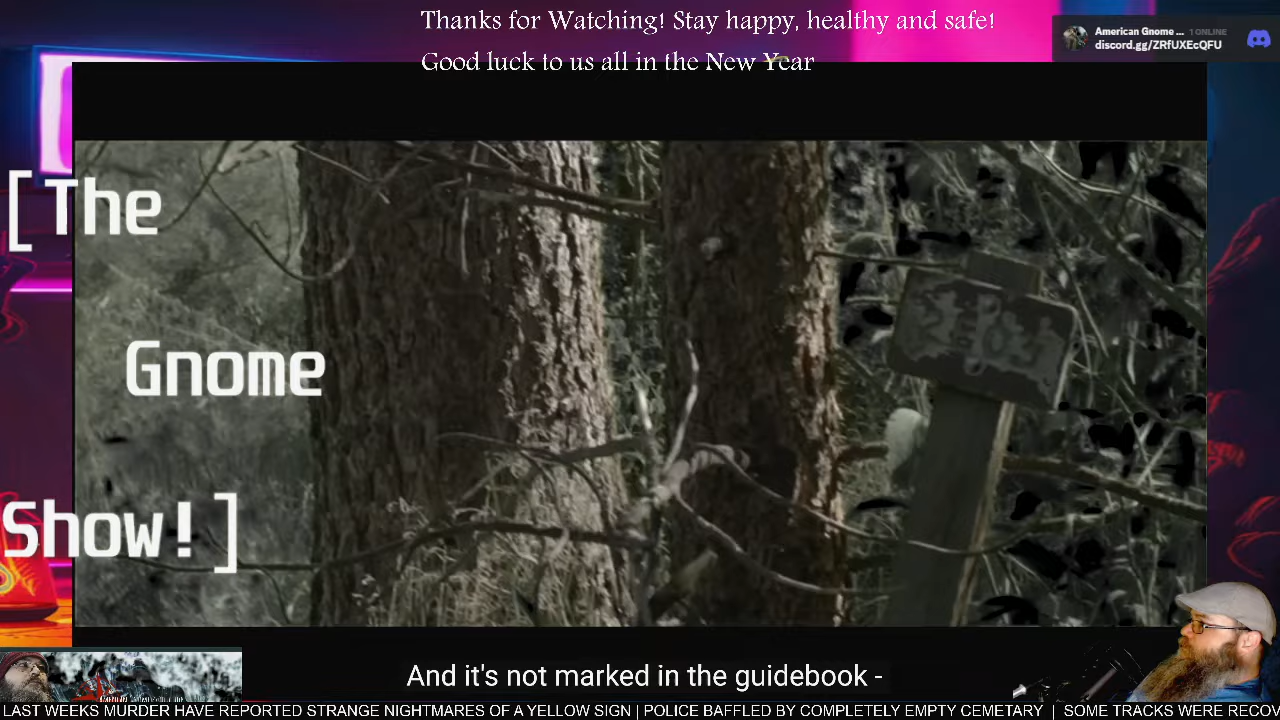 Thanks for Watching! Stay happy, healthy and safe!
Good luck to us all in the New Year
American Gnome ... 1 ONLINE
discord.gg/ZRfUXEcQFU
[The
Gnome
Show!]
And it's not marked in the guidebook -
LAST WEEKS MURDER HAVE REPORTED STRANGE NIGHTMARES OF A YELLOW SIGN | POLICE BAFFLED BY COMPLETELY EMPTY CEMETARY | SOME TRACKS WERE RECOV